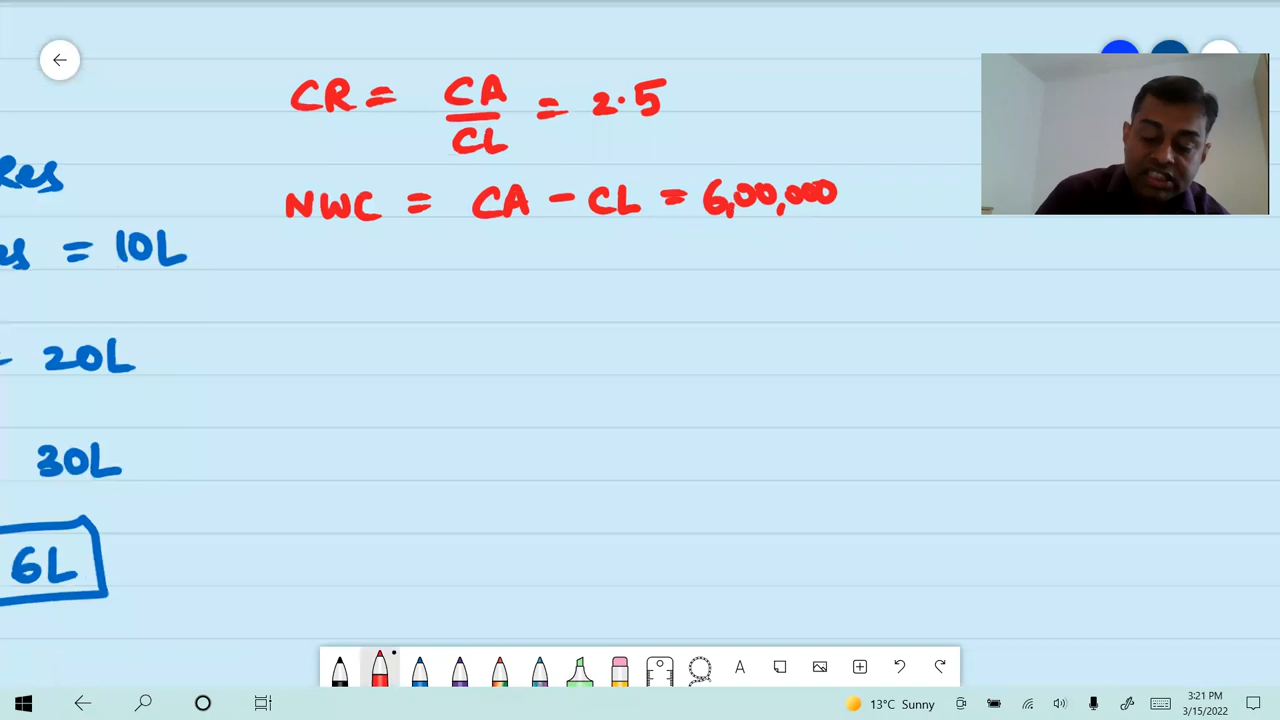 CR = CA / CL = 2.5
Res
NWC = CA - CL = 6,00,000
es = 10L
= 20L
30L
6L
A
13°C Sunny
3:21 PM
3/15/2022